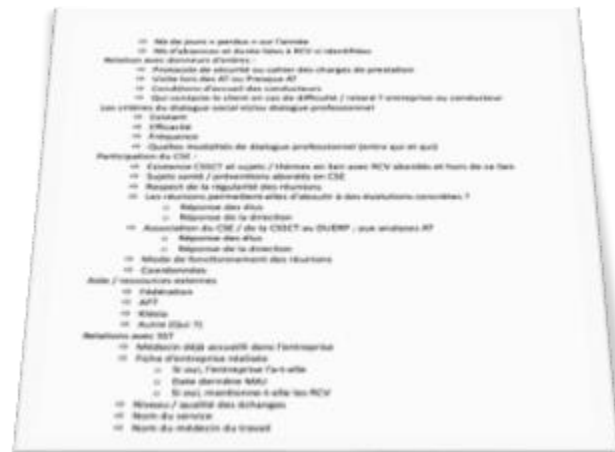 ⇨ Nb de jours « perdus » sur l'année
⇨ Nb d'absences et durée liées à RCV si identifiées
Relation avec donneurs d'ordres :
⇨ Protocole de sécurité ou cahier des charges de prestation
⇨ Visite lors des AT ou Presque AT
⇨ Conditions d'accueil des conducteurs
⇨ Qui contacte le client en cas de difficulté / retard ? entreprise ou conducteur
Les critères du dialogue social et/ou dialogue professionnel
⇨ Existant
⇨ Efficacité
⇨ Fréquence
⇨ Quelles modalités de dialogue professionnel (entre qui et qui)
Participation du CSE :
⇨ Existence CSSCT et sujets / thèmes en lien avec RCV abordés et hors de ce lien
⇨ Sujets santé / préventions abordés en CSE
⇨ Respect de la régularité des réunions
⇨ Les réunions permettent-elles d'aboutir à des évolutions concrètes ?
o Réponse des élus
o Réponse de la direction
⇨ Association du CSE / de la CSSCT au DUERP ; aux analyses AT
o Réponse des élus
o Réponse de la direction
⇨ Mode de fonctionnement des réunions
⇨ Coordonnées
Aide / ressources externes
⇨ Fédération
⇨ AFT
⇨ Klésia
⇨ Autre (Qui ?)
Relations avec SST
⇨ Médecin déjà accueilli dans l'entreprise
⇨ Fiche d'entreprise réalisée
o Si oui, l'entreprise l'a-t-elle
o Date dernière MAJ
o Si oui, mentionne-t-elle les RCV
⇨ Niveau / qualité des échanges
⇨ Nom du service
⇨ Nom du médecin du travail